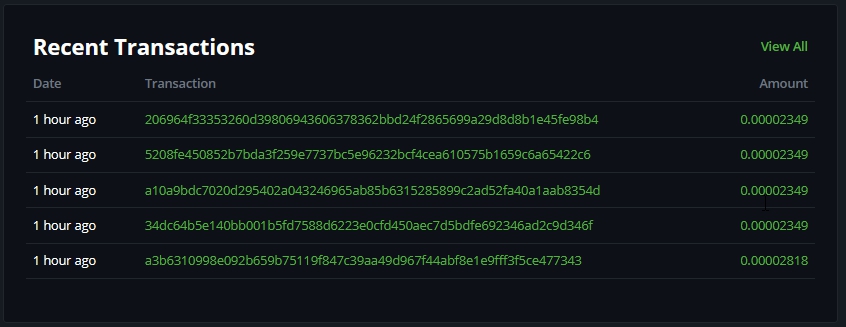 Recent Transactions
View All
Date Transaction Amount
1 hour ago 206964f33353260d39806943606378362bbd24f2865699a29d8d8b1e45fe98b4 0.00002349
1 hour ago 5208fe450852b7bda3f259e7737bc5e96232bcf4cea610575b1659c6a65422c6 0.00002349
1 hour ago a10a9bdc7020d295402a043246965ab85b6315285899c2ad52fa40a1aab8354d 0.00002349
1 hour ago 34dc64b5e140bb001b5fd7588d6223e0cfd450aec7d5bdfe692346ad2c9d346f 0.00002349
1 hour ago a3b6310998e092b659b75119f847c39aa49d967f44abf8e1e9fff3f5ce477343 0.00002818